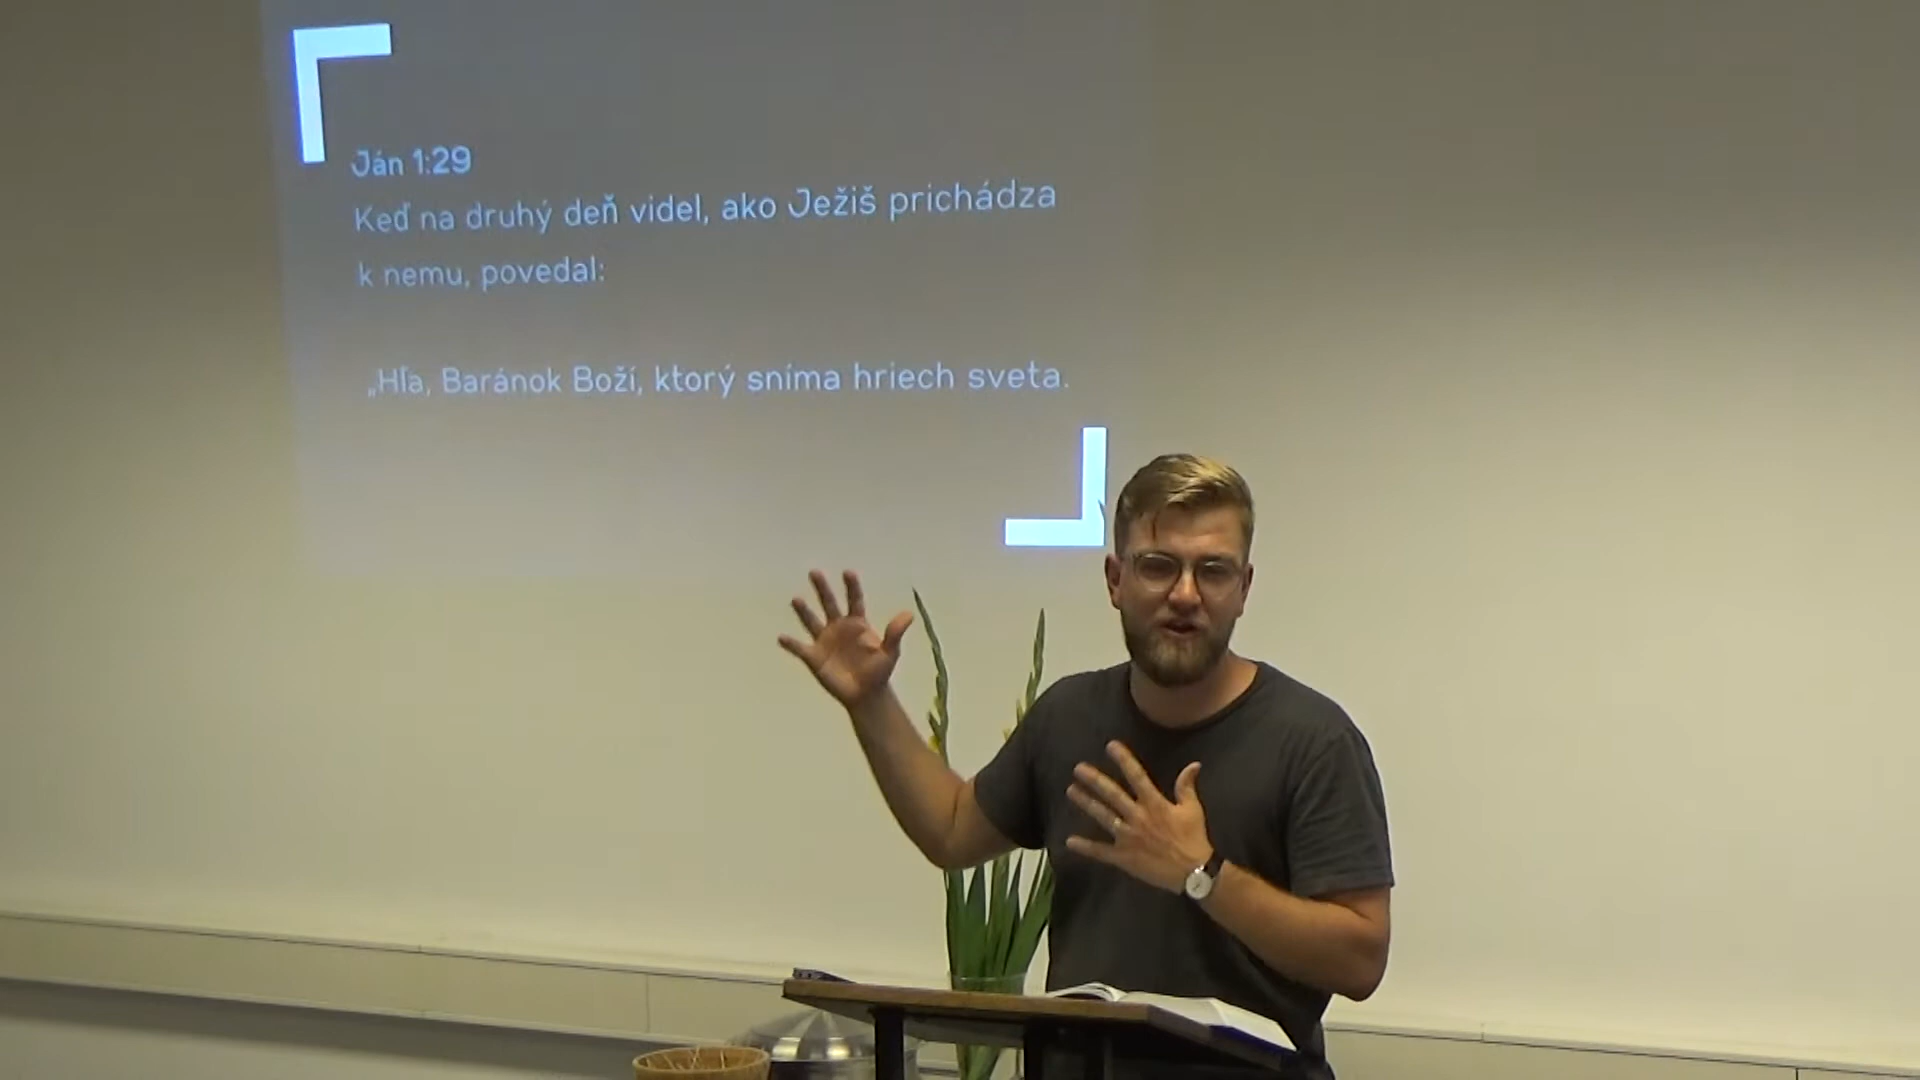 Ján 1:29
Keď na druhý deň videl, ako Ježiš prichádza
k nemu, povedal:
„Hľa, Baránok Boží, ktorý sníma hriech sveta.